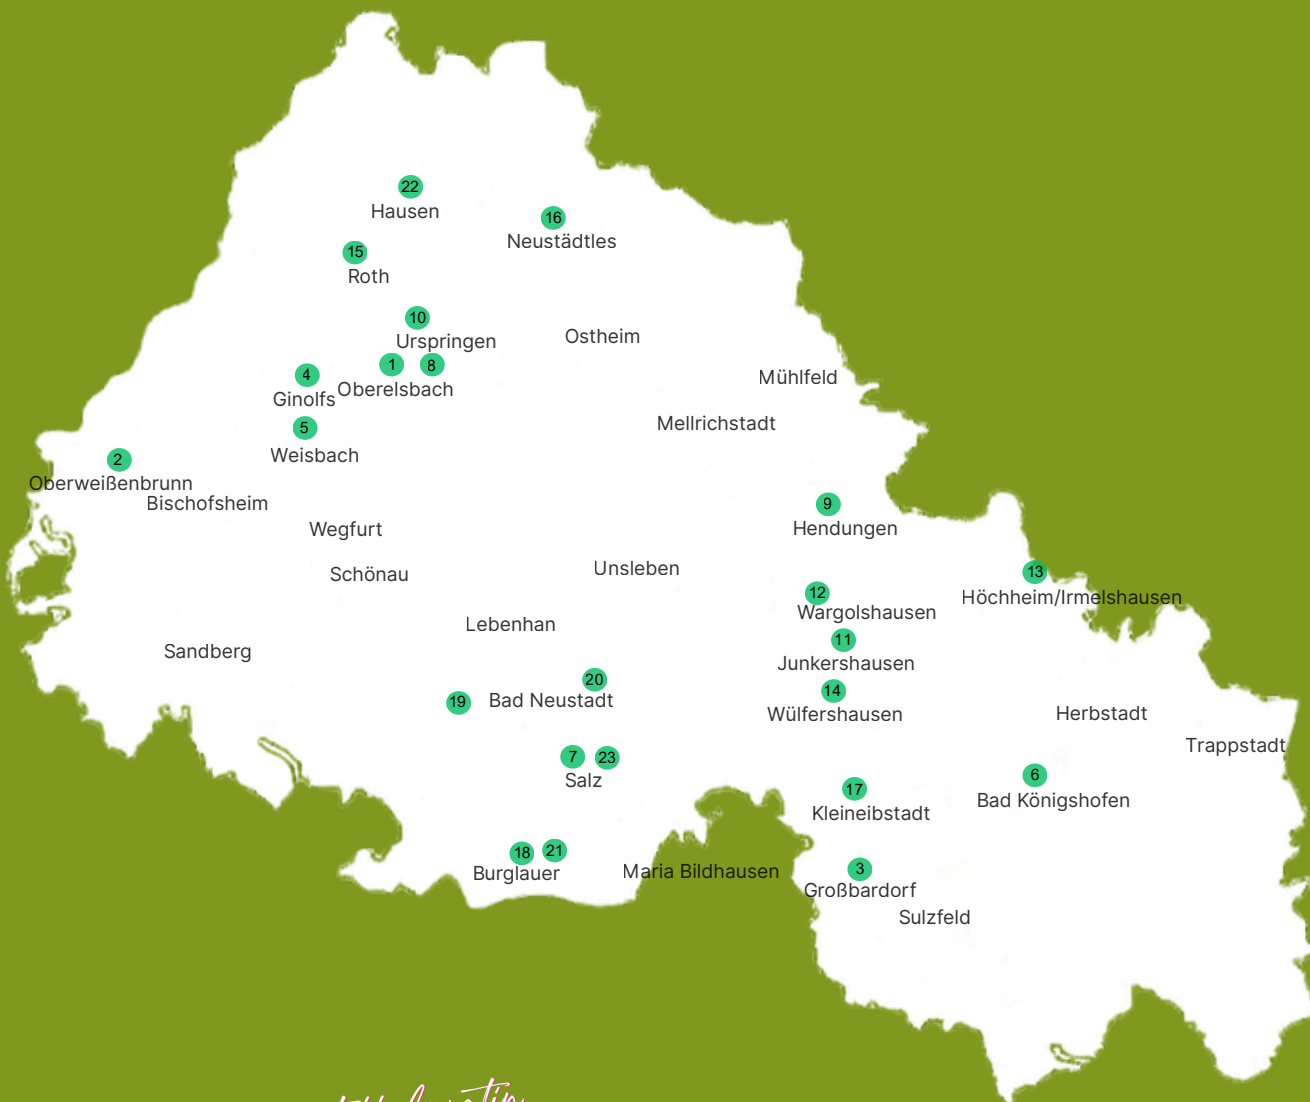 22
Hausen
16
Neustädtles
15
Roth
10
Urspringen
Ostheim
1 8
Oberelsbach
4
Ginolfs
Mühlfeld
5
Weisbach
Mellrichstadt
2
Oberweißenbrunn
Bischofsheim
9
Hendungen
Wegfurt
Schönau
Unsleben
13
Höchheim/Irmelshausen
12
Wargolshausen
Lebenhan
11
Junkershausen
Sandberg
20
19 Bad Neustadt
14
Wülfershausen
Herbstadt
Trappstadt
7 23
Salz
6
Bad Königshofen
17
Kleineibstadt
18 21
Burglauer
Maria Bildhausen
3
Großbardorf
Sulzfeld